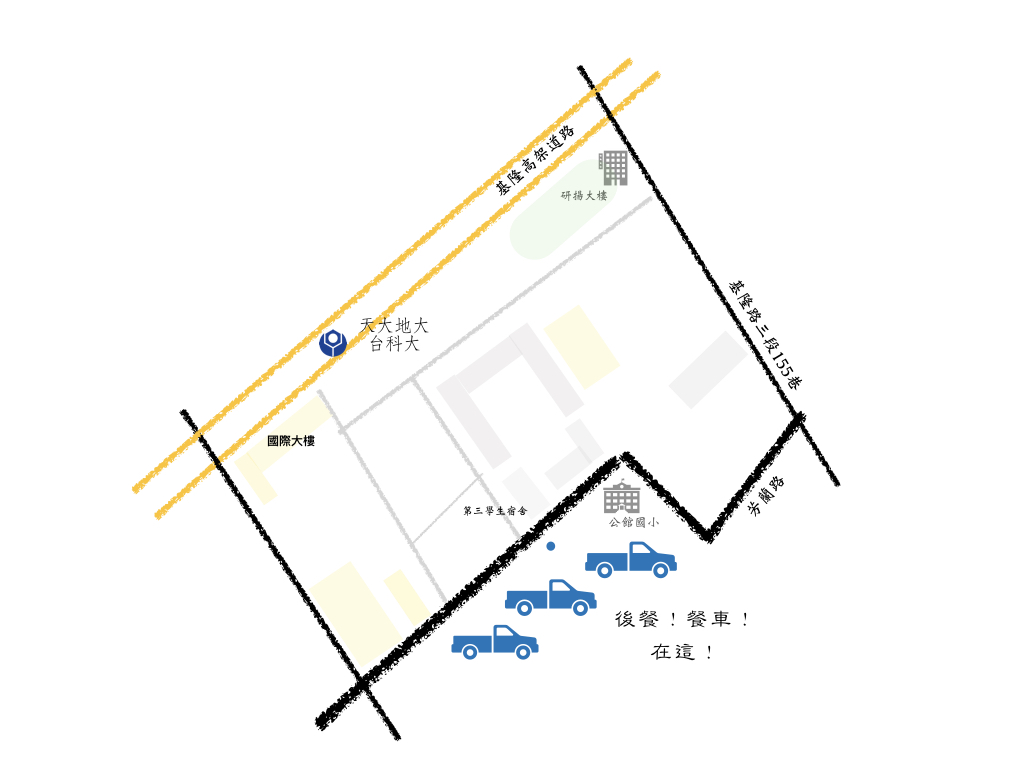 基隆高架道路
研揚大樓
基隆路三段155巷
天大地大
台科大
國際大樓
芳蘭路
第三學生宿舍
公館國小
後餐！餐車！
在這！